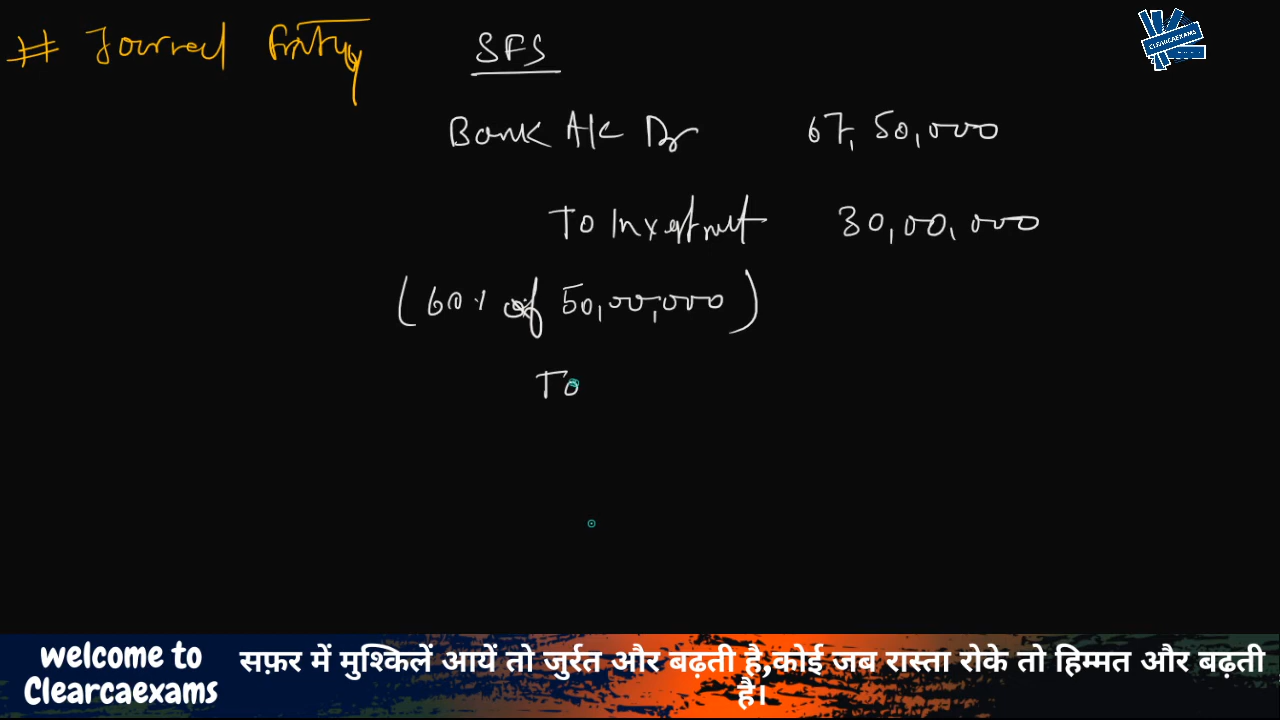 # Journal Entry
SFS
CLEARCAEXAMS
Bank A/c Dr 67,50,000
To Investment 30,00,000
(60% of 50,00,000)
To
welcome to
Clearcaexams
सफ़र में मुश्किलें आयें तो जुर्रत और बढ़ती है,कोई जब रास्ता रोके तो हिम्मत और बढ़ती
है।